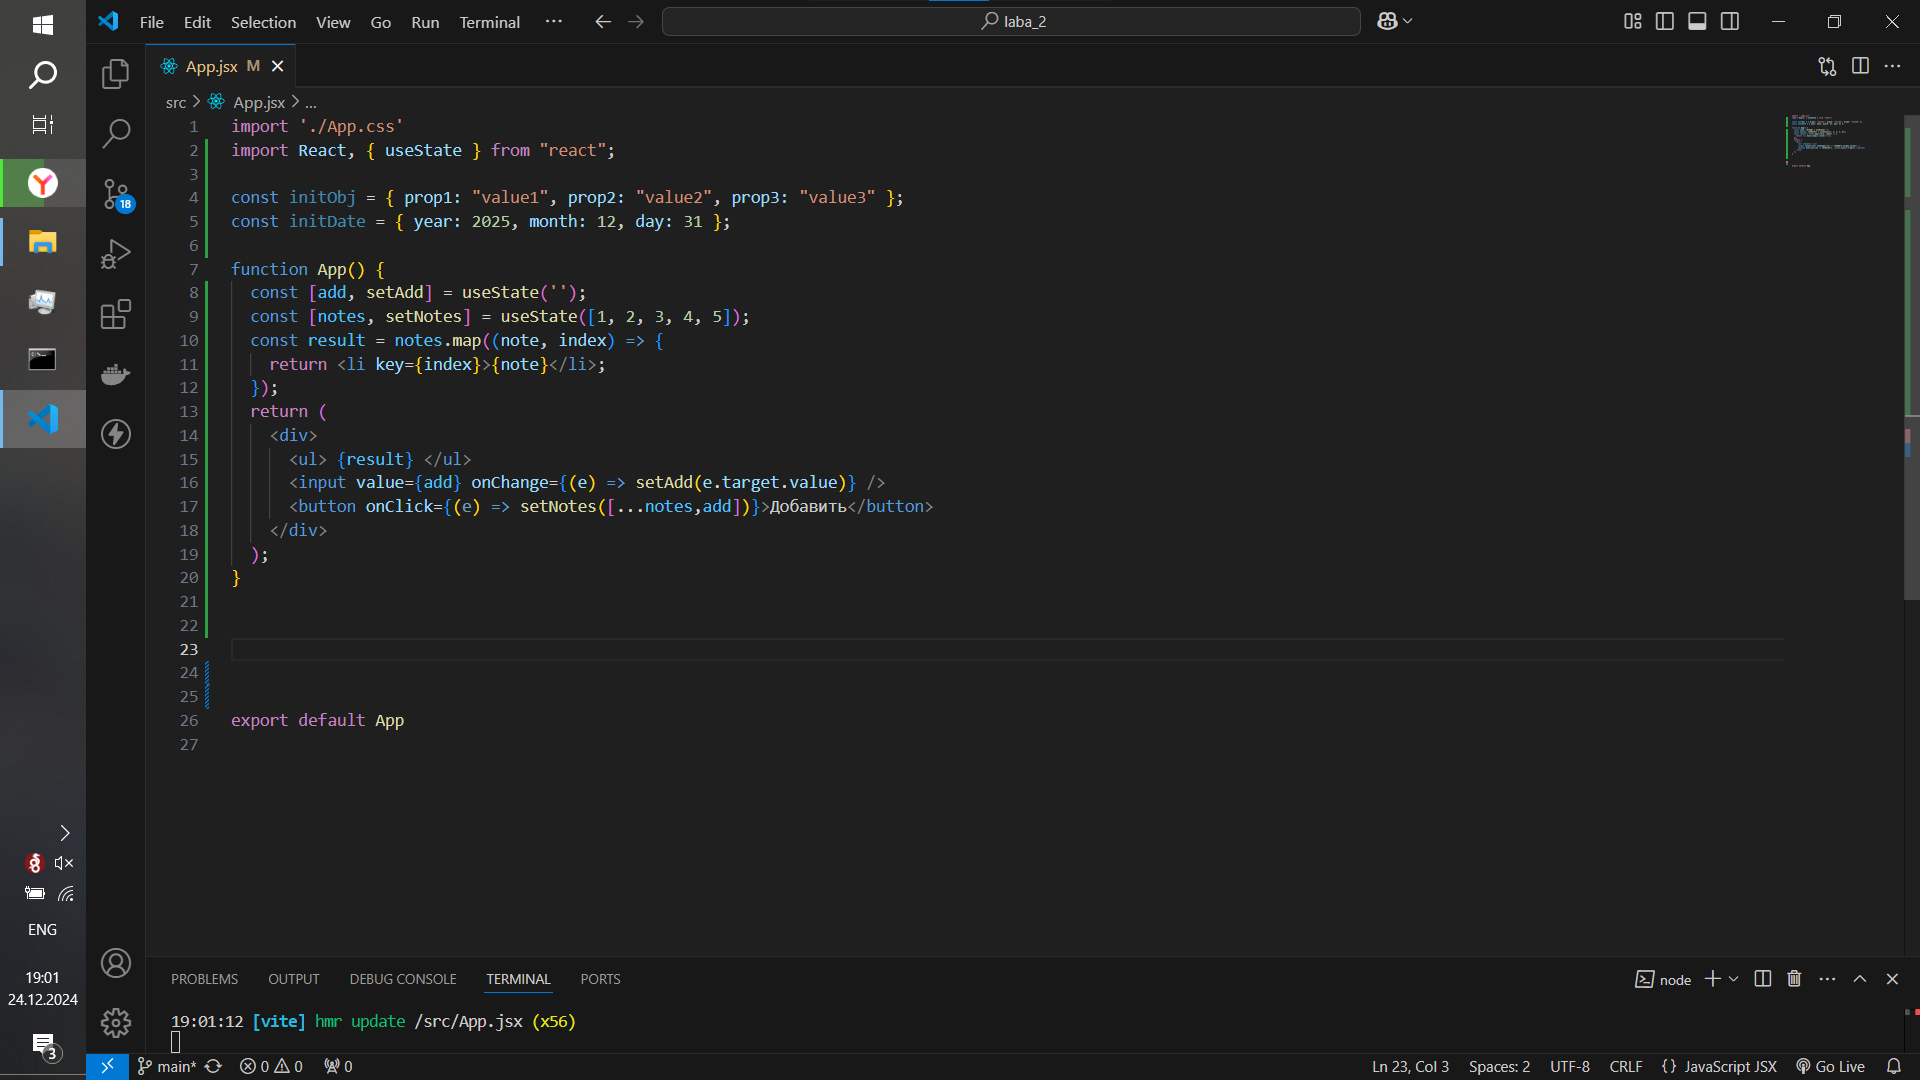 File Edit Selection View Go Run Terminal ··· laba_2
App.jsx M
src > App.jsx > ...
1 import './App.css'
2 import React, { useState } from "react";
3
4 const initObj = { prop1: "value1", prop2: "value2", prop3: "value3" };
5 const initDate = { year: 2025, month: 12, day: 31 };
6
7 function App() {
8 const [add, setAdd] = useState('');
9 const [notes, setNotes] = useState([1, 2, 3, 4, 5]);
10 const result = notes.map((note, index) => {
11 return <li key={index}>{note}</li>;
12 });
13 return (
14 <div>
15 <ul> {result} </ul>
16 <input value={add} onChange={(e) => setAdd(e.target.value)} />
17 <button onClick={(e) => setNotes([...notes,add])}>Добавить</button>
18 </div>
19 );
20 }
21
22
23
24
25
26 export default App
27
18
PROBLEMS OUTPUT DEBUG CONSOLE TERMINAL PORTS node
19:01:12 [vite] hmr update /src/App.jsx (x56)
main* 0 0 0 Ln 23, Col 3 Spaces: 2 UTF-8 CRLF {} JavaScript JSX Go Live
ENG
19:01
24.12.2024
3